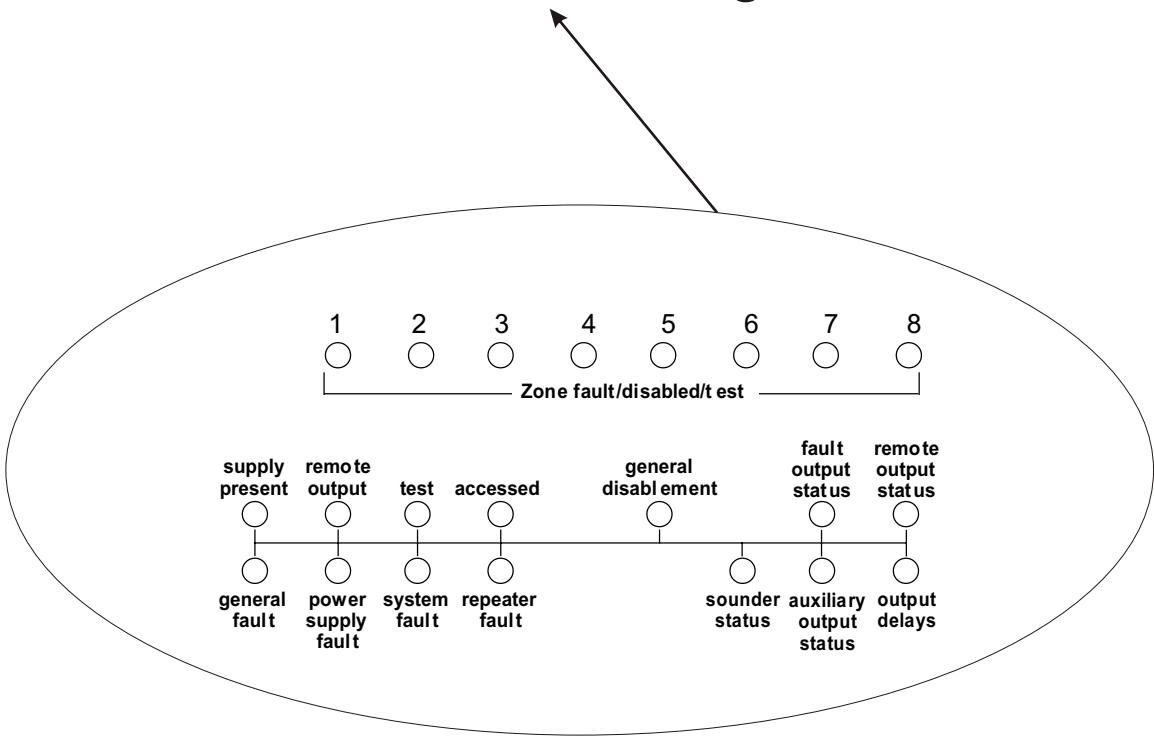 1 2 3 4 5 6 7 8
Zone fault/disabled/test
supply present
remote output
test
accessed
general disablement
fault output status
remote output status
general fault
power supply fault
system fault
repeater fault
sounder status
auxiliary output status
output delays